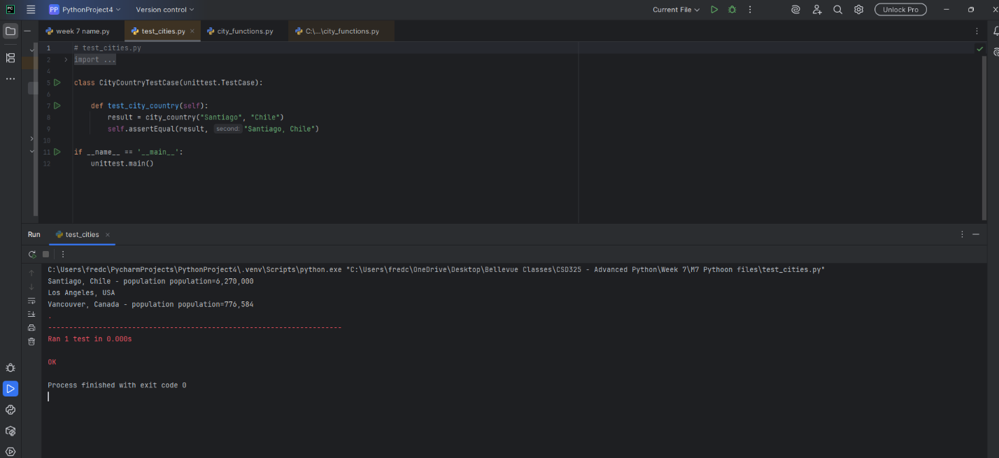 PC
PP PythonProject4 Version control Current File Unlock Pro
week 7 name.py test_cities.py city_functions.py C:\...\city_functions.py
1 # test_cities.py
2 import ...
4
5 class CityCountryTestCase(unittest.TestCase):
6
7 def test_city_country(self):
8 result = city_country("Santiago", "Chile")
9 self.assertEqual(result, second: "Santiago, Chile")
10
11 if __name__ == '__main__':
12 unittest.main()
Run test_cities
C:\Users\fredc\PycharmProjects\PythonProject4\.venv\Scripts\python.exe "C:\Users\fredc\OneDrive\Desktop\Bellevue Classes\CSD325 - Advanced Python\Week 7\M7 Pythoon files\test_cities.py"
Santiago, Chile - population population=6,270,000
Los Angeles, USA
Vancouver, Canada - population population=776,584
.
----------------------------------------------------------------------
Ran 1 test in 0.000s
OK
Process finished with exit code 0